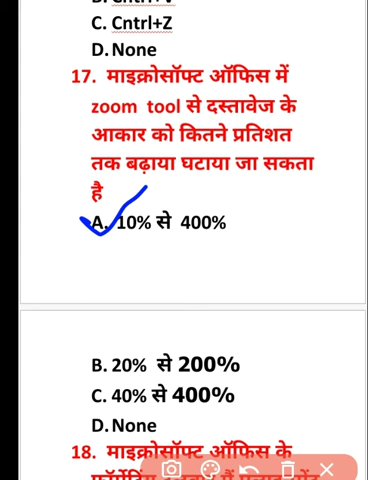 C. Cntrl+Z
D. None
17. माइक्रोसॉफ्ट ऑफिस में
zoom tool से दस्तावेज के
आकार को कितने प्रतिशत
तक बढ़ाया घटाया जा सकता
है
A. 10% से 400%
B. 20% से 200%
C. 40% से 400%
D. None
18. माइक्रोसॉफ्ट ऑफिस के